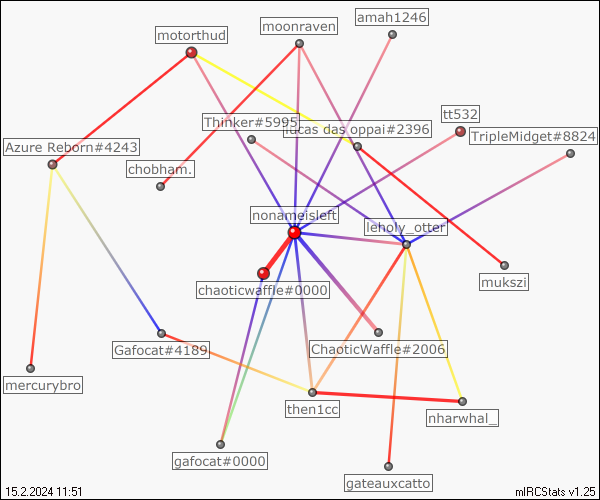 amah1246
moonraven
motorthud
tt532
Thinker#5995
lucas das oppai#2396
TripleMidget#8824
Azure Reborn#4243
chobham.
nonameisleft
leholy_otter
mukszi
chaoticwaffle#0000
Gafocat#4189
ChaoticWaffle#2006
mercurybro
then1cc
nharwhal_
gafocat#0000
gateauxcatto
15.2.2024 11:51
mIRCStats v1.25